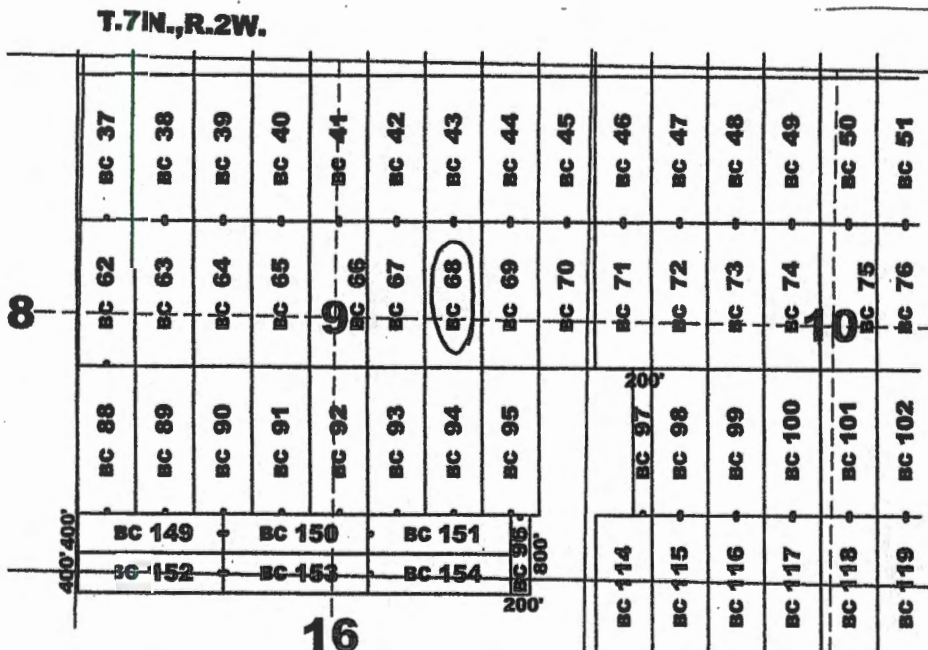 T.7N.,R.2W.
BC 37 BC 38 BC 39 BC 40 BC 41 BC 42 BC 43 BC 44 BC 45 BC 46 BC 47 BC 48 BC 49 BC 50 BC 51
BC 62 BC 63 BC 64 BC 65 BC 66 BC 67 BC 68 BC 69 BC 70 BC 71 BC 72 BC 73 BC 74 BC 75 BC 76
8 9 10
200'
BC 88 BC 89 BC 90 BC 91 BC 92 BC 93 BC 94 BC 95 BC 97 BC 98 BC 99 BC 100 BC 101 BC 102
400' BC 149 BC 150 BC 151 BC 96 800'
400' BC 152 BC 153 BC 154
200'
BC 114 BC 115 BC 116 BC 117 BC 118 BC 119
16